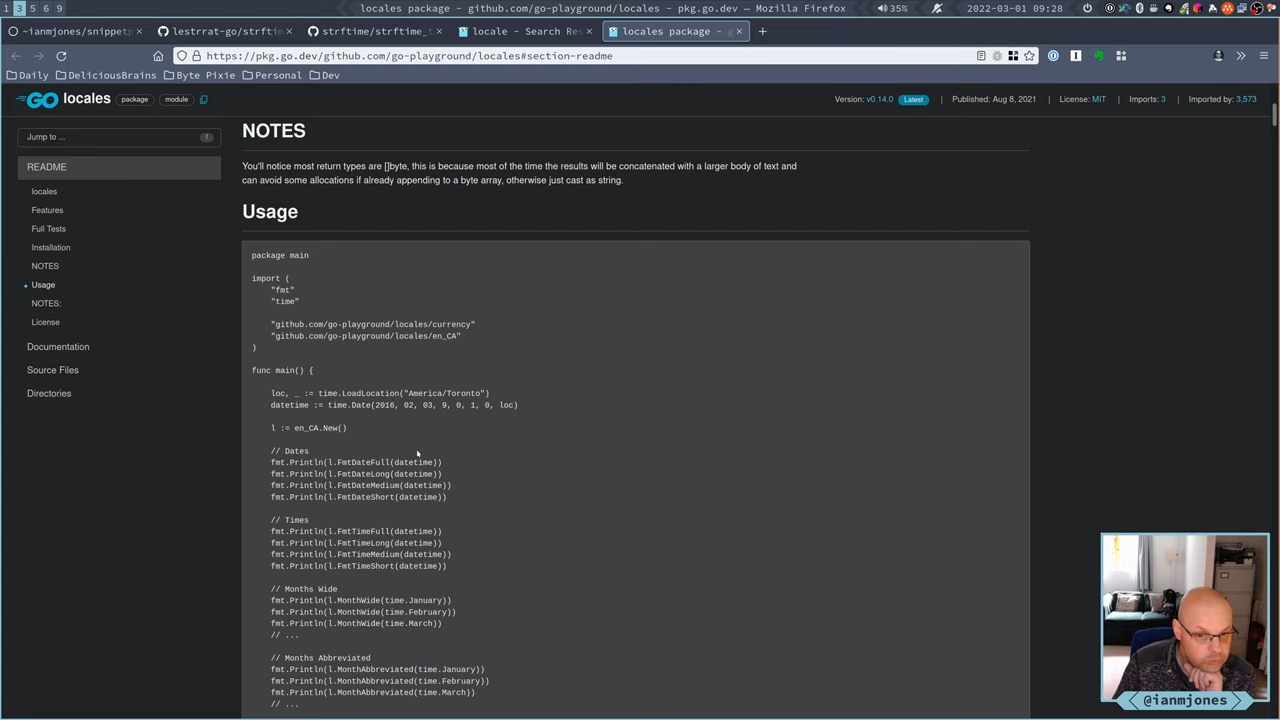 1 3 5 6 9
locales package - github.com/go-playground/locales - pkg.go.dev — Mozilla Firefox
35%
2022-03-01 09:28
~ianmjones/snippetp
lestrrat-go/strftim
strftime/strftime_t
locale - Search Res
locales package - g
https://pkg.go.dev/github.com/go-playground/locales#section-readme
Daily
DeliciousBrains
Byte Pixie
Personal
Dev
GO
locales
package
module
Version: v0.14.0
Latest
Published: Aug 8, 2021
License: MIT
Imports: 3
Imported by: 3,573
Jump to ...
f
README
locales
Features
Full Tests
Installation
NOTES
Usage
NOTES:
License
Documentation
Source Files
Directories
NOTES
You'll notice most return types are []byte, this is because most of the time the results will be concatenated with a larger body of text and
can avoid some allocations if already appending to a byte array, otherwise just cast as string.
Usage
package main
import (
"fmt"
"time"
"github.com/go-playground/locales/currency"
"github.com/go-playground/locales/en_CA"
)
func main() {
loc, _ := time.LoadLocation("America/Toronto")
datetime := time.Date(2016, 02, 03, 9, 0, 1, 0, loc)
l := en_CA.New()
// Dates
fmt.Println(l.FmtDateFull(datetime))
fmt.Println(l.FmtDateLong(datetime))
fmt.Println(l.FmtDateMedium(datetime))
fmt.Println(l.FmtDateShort(datetime))
// Times
fmt.Println(l.FmtTimeFull(datetime))
fmt.Println(l.FmtTimeLong(datetime))
fmt.Println(l.FmtTimeMedium(datetime))
fmt.Println(l.FmtTimeShort(datetime))
// Months Wide
fmt.Println(l.MonthWide(time.January))
fmt.Println(l.MonthWide(time.February))
fmt.Println(l.MonthWide(time.March))
// ...
// Months Abbreviated
fmt.Println(l.MonthAbbreviated(time.January))
fmt.Println(l.MonthAbbreviated(time.February))
fmt.Println(l.MonthAbbreviated(time.March))
// ...
@ianmjones